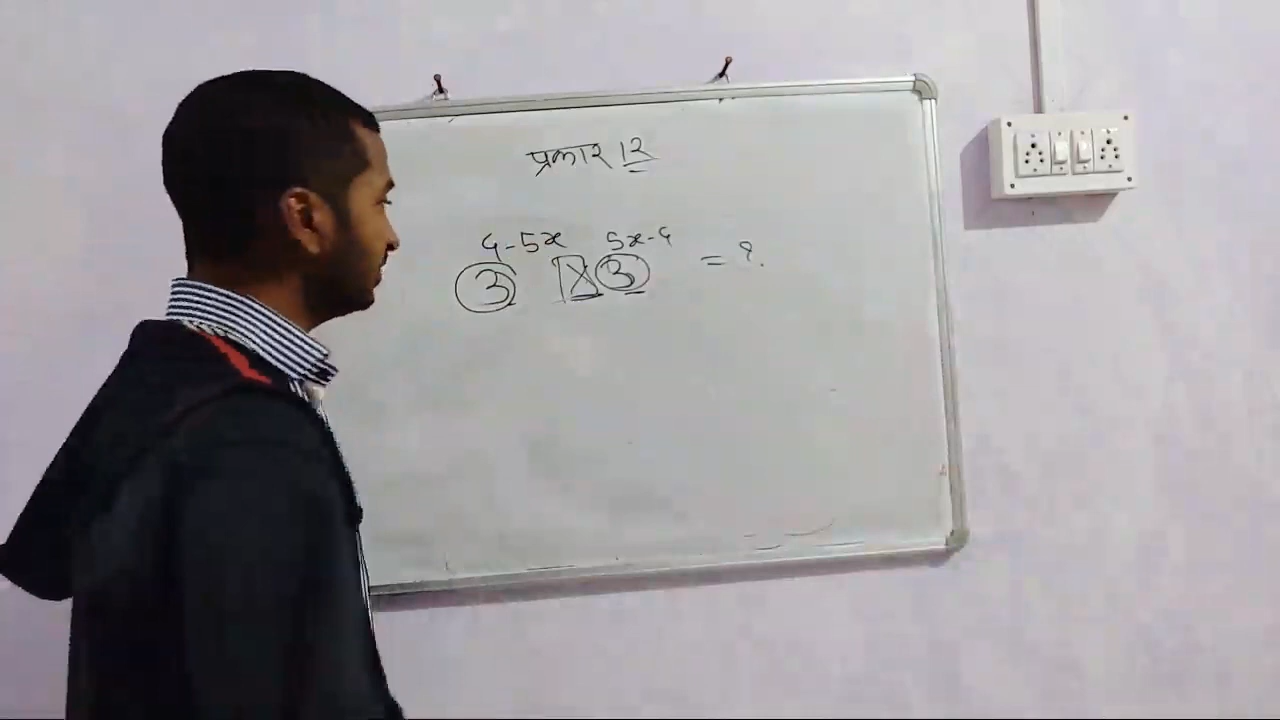 प्रकार 12
4-5x 5x-4
3 × 3 = ?